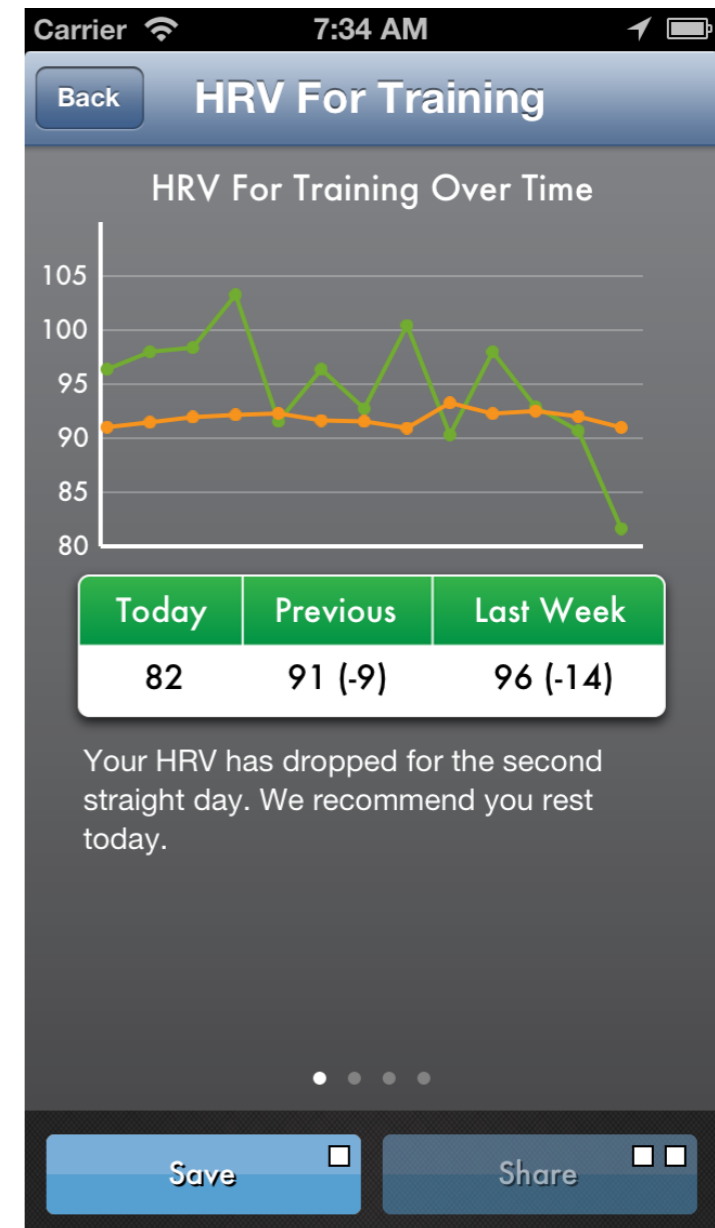 Carrier 7:34 AM
Back HRV For Training
HRV For Training Over Time
105
100
95
90
85
80
Today Previous Last Week
82 91 (-9) 96 (-14)
Your HRV has dropped for the second
straight day. We recommend you rest
today.
Save Share